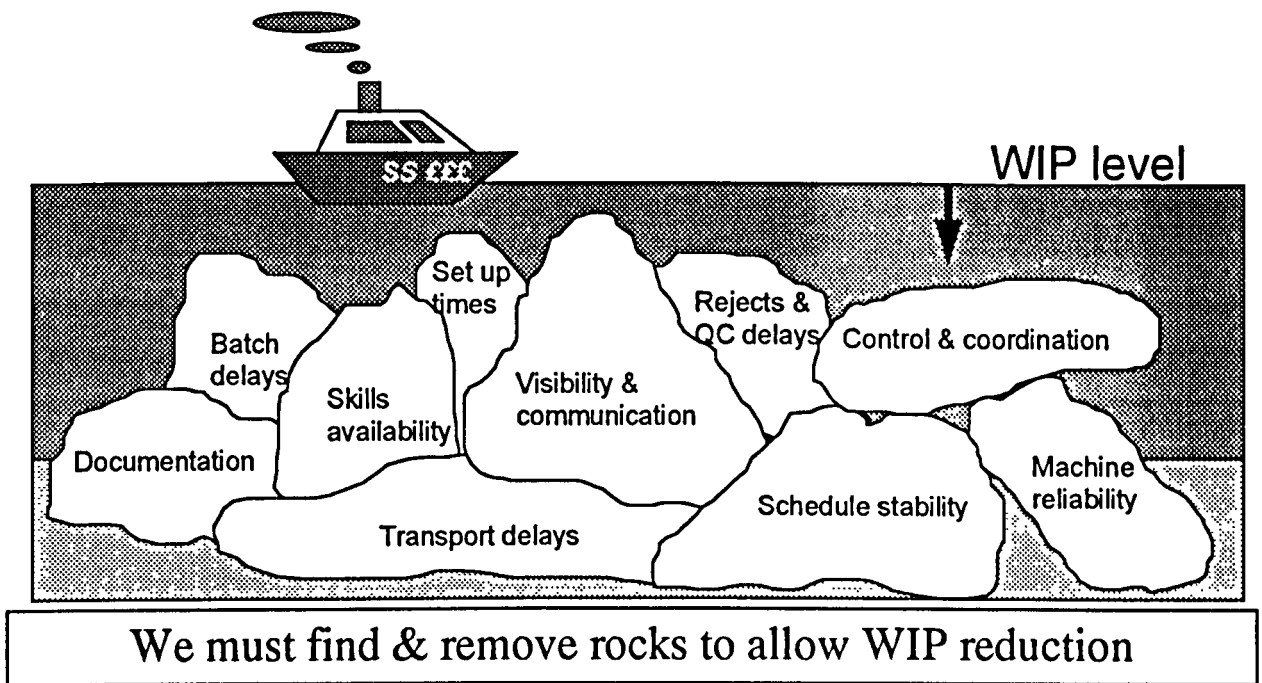 SS £££
WIP level
Set up
times
Rejects &
QC delays
Control & coordination
Batch
delays
Skills
availability
Visibility &
communication
Documentation
Machine
reliability
Schedule stability
Transport delays
We must find & remove rocks to allow WIP reduction